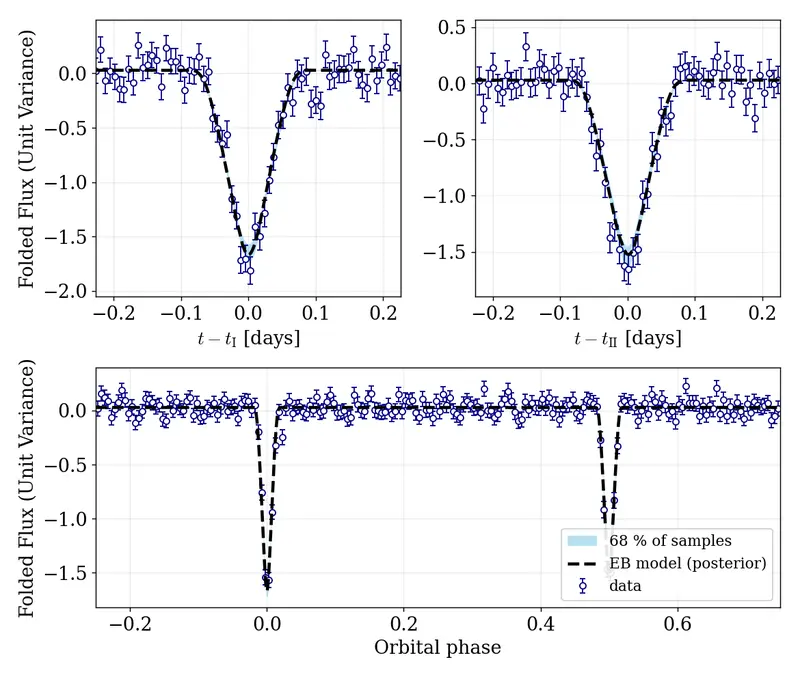 Folded Flux (Unit Variance)
0.0
−0.5
−1.0
−1.5
−2.0
−0.2 −0.1 0.0 0.1 0.2
t − tI [days]
0.5
0.0
−0.5
−1.0
−1.5
−0.2 −0.1 0.0 0.1 0.2
t − tII [days]
Folded Flux (Unit Variance)
0.0
−0.5
−1.0
−1.5
68 % of samples
EB model (posterior)
data
−0.2 0.0 0.2 0.4 0.6
Orbital phase